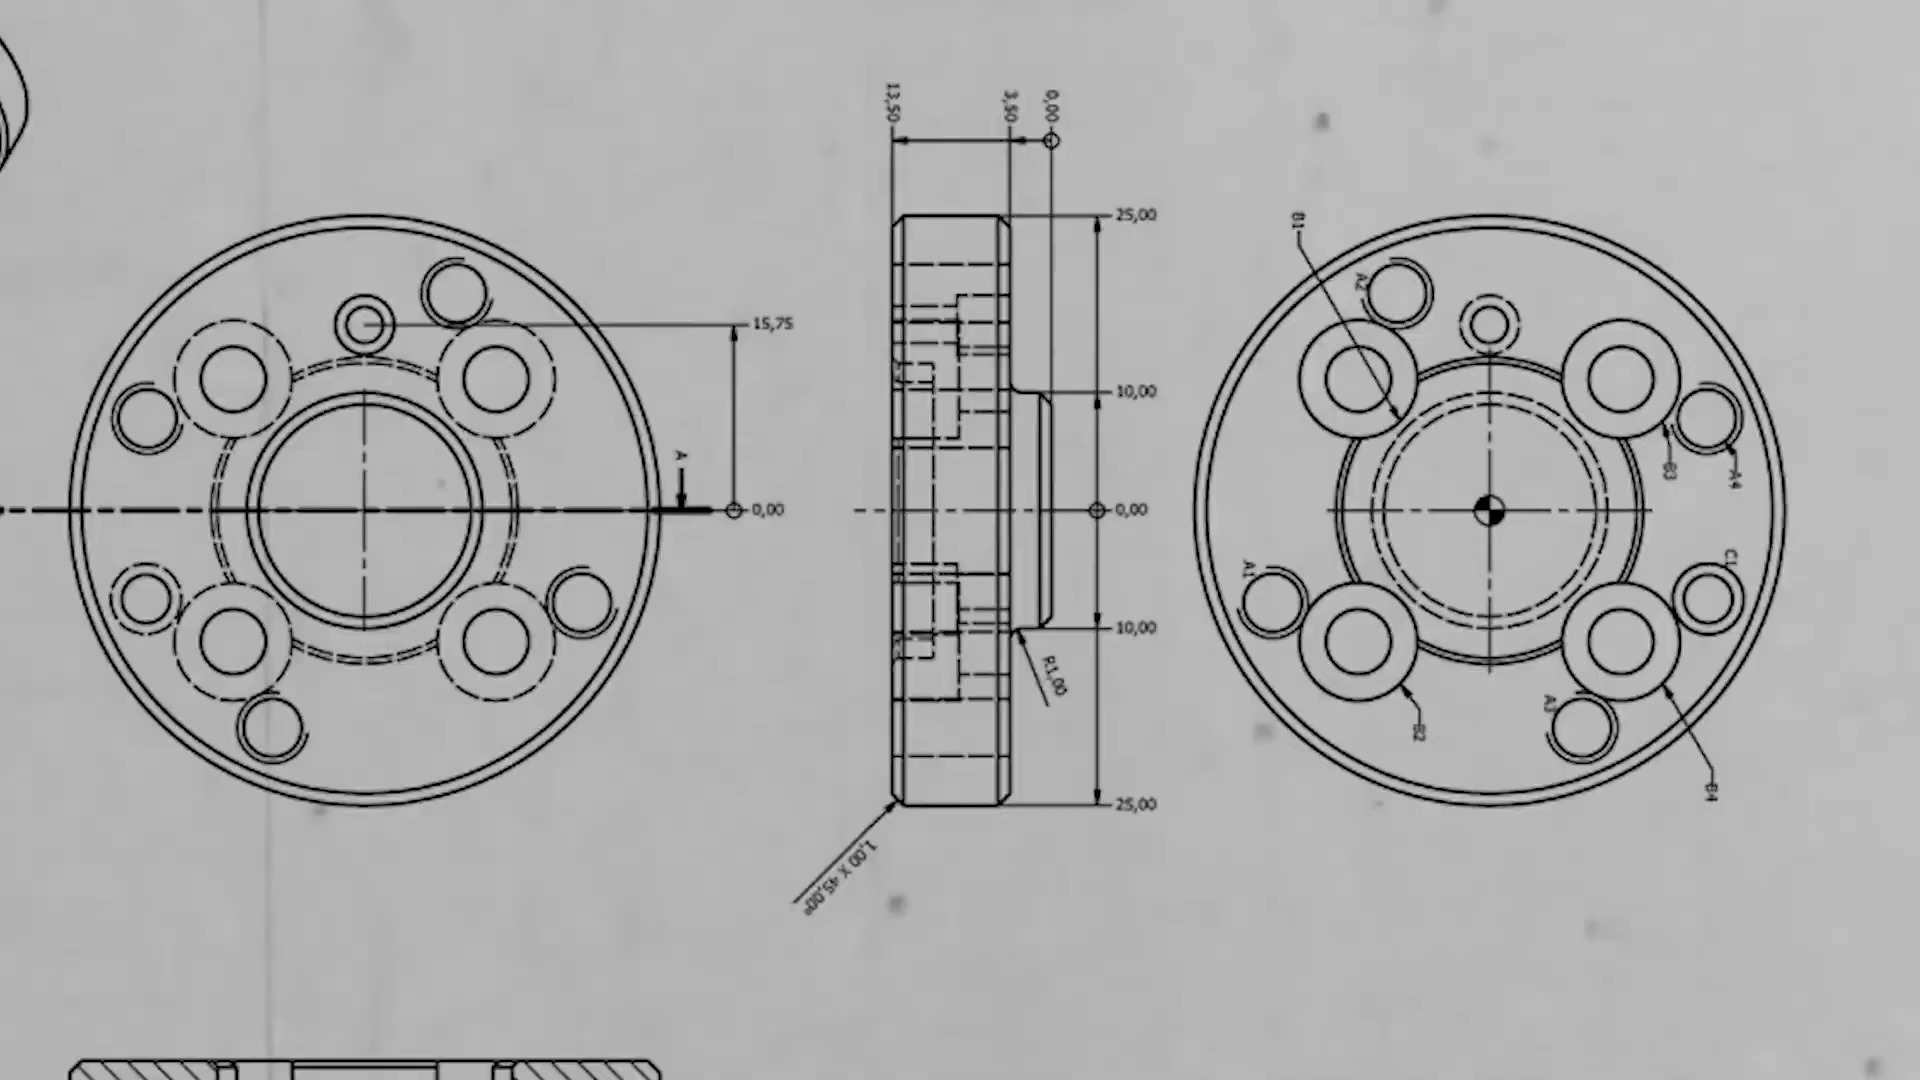 15,75
A
0,00
13,50
3,50
0,00
25,00
10,00
0,00
10,00
R1,00
25,00
1,00 X 45,00°
B1
A2
B3
A4
A1
C1
B2
A3
B4